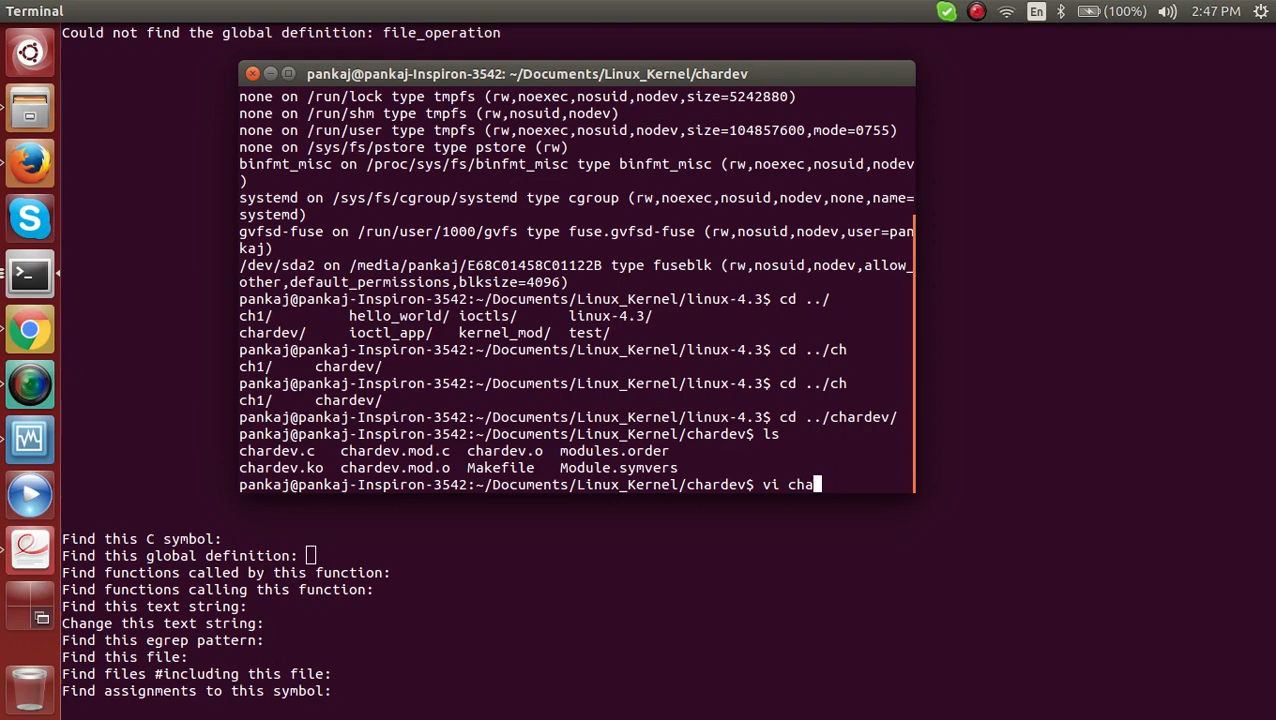 Terminal
En
(100%)
2:47 PM
Could not find the global definition: file_operation
pankaj@pankaj-Inspiron-3542: ~/Documents/Linux_Kernel/chardev
none on /run/lock type tmpfs (rw,noexec,nosuid,nodev,size=5242880)
none on /run/shm type tmpfs (rw,nosuid,nodev)
none on /run/user type tmpfs (rw,noexec,nosuid,nodev,size=104857600,mode=0755)
none on /sys/fs/pstore type pstore (rw)
binfmt_misc on /proc/sys/fs/binfmt_misc type binfmt_misc (rw,noexec,nosuid,nodev
)
systemd on /sys/fs/cgroup/systemd type cgroup (rw,noexec,nosuid,nodev,none,name=
systemd)
gvfsd-fuse on /run/user/1000/gvfs type fuse.gvfsd-fuse (rw,nosuid,nodev,user=pan
kaj)
/dev/sda2 on /media/pankaj/E68C01458C01122B type fuseblk (rw,nosuid,nodev,allow_
other,default_permissions,blksize=4096)
pankaj@pankaj-Inspiron-3542:~/Documents/Linux_Kernel/linux-4.3$ cd ../
ch1/ hello_world/ ioctls/ linux-4.3/
chardev/ ioctl_app/ kernel_mod/ test/
pankaj@pankaj-Inspiron-3542:~/Documents/Linux_Kernel/linux-4.3$ cd ../ch
ch1/ chardev/
pankaj@pankaj-Inspiron-3542:~/Documents/Linux_Kernel/linux-4.3$ cd ../ch
ch1/ chardev/
pankaj@pankaj-Inspiron-3542:~/Documents/Linux_Kernel/linux-4.3$ cd ../chardev/
pankaj@pankaj-Inspiron-3542:~/Documents/Linux_Kernel/chardev$ ls
chardev.c chardev.mod.c chardev.o modules.order
chardev.ko chardev.mod.o Makefile Module.symvers
pankaj@pankaj-Inspiron-3542:~/Documents/Linux_Kernel/chardev$ vi cha
Find this C symbol:
Find this global definition:
Find functions called by this function:
Find functions calling this function:
Find this text string:
Change this text string:
Find this egrep pattern:
Find this file:
Find files #including this file:
Find assignments to this symbol: